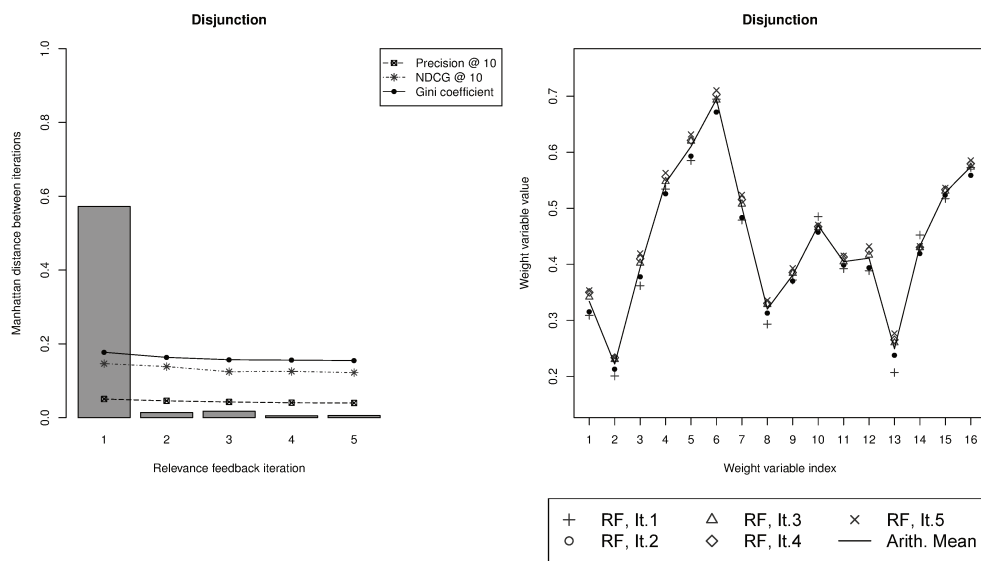 Disjunction
Manhattan distance between iterations
1.0
0.8
0.6
0.4
0.2
0.0
Precision @ 10
NDCG @ 10
Gini coefficient
1 2 3 4 5
Relevance feedback iteration
Disjunction
Weight variable value
0.7
0.6
0.5
0.4
0.3
0.2
1 2 3 4 5 6 7 8 9 10 11 12 13 14 15 16
Weight variable index
RF, It.1 RF, It.3 RF, It.5
RF, It.2 RF, It.4 Arith. Mean